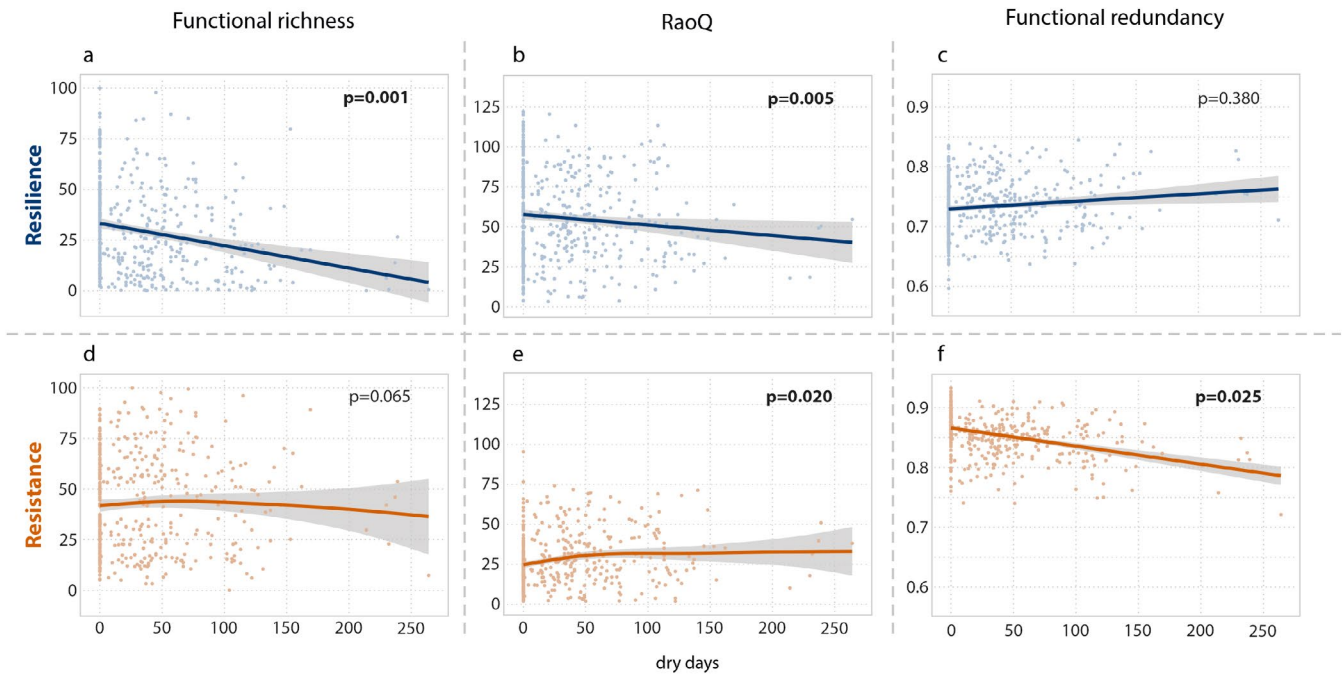 Functional richness
RaoQ
Functional redundancy
a
b
c
Resilience
p=0.001
p=0.005
p=0.380
100
75
50
25
0
125
100
75
50
25
0
0.9
0.8
0.7
0.6
d
e
f
Resistance
p=0.065
p=0.020
p=0.025
100
75
50
25
0
125
100
75
50
25
0
0.9
0.8
0.7
0.6
0 50 100 150 200 250
0 50 100 150 200 250
0 50 100 150 200 250
dry days